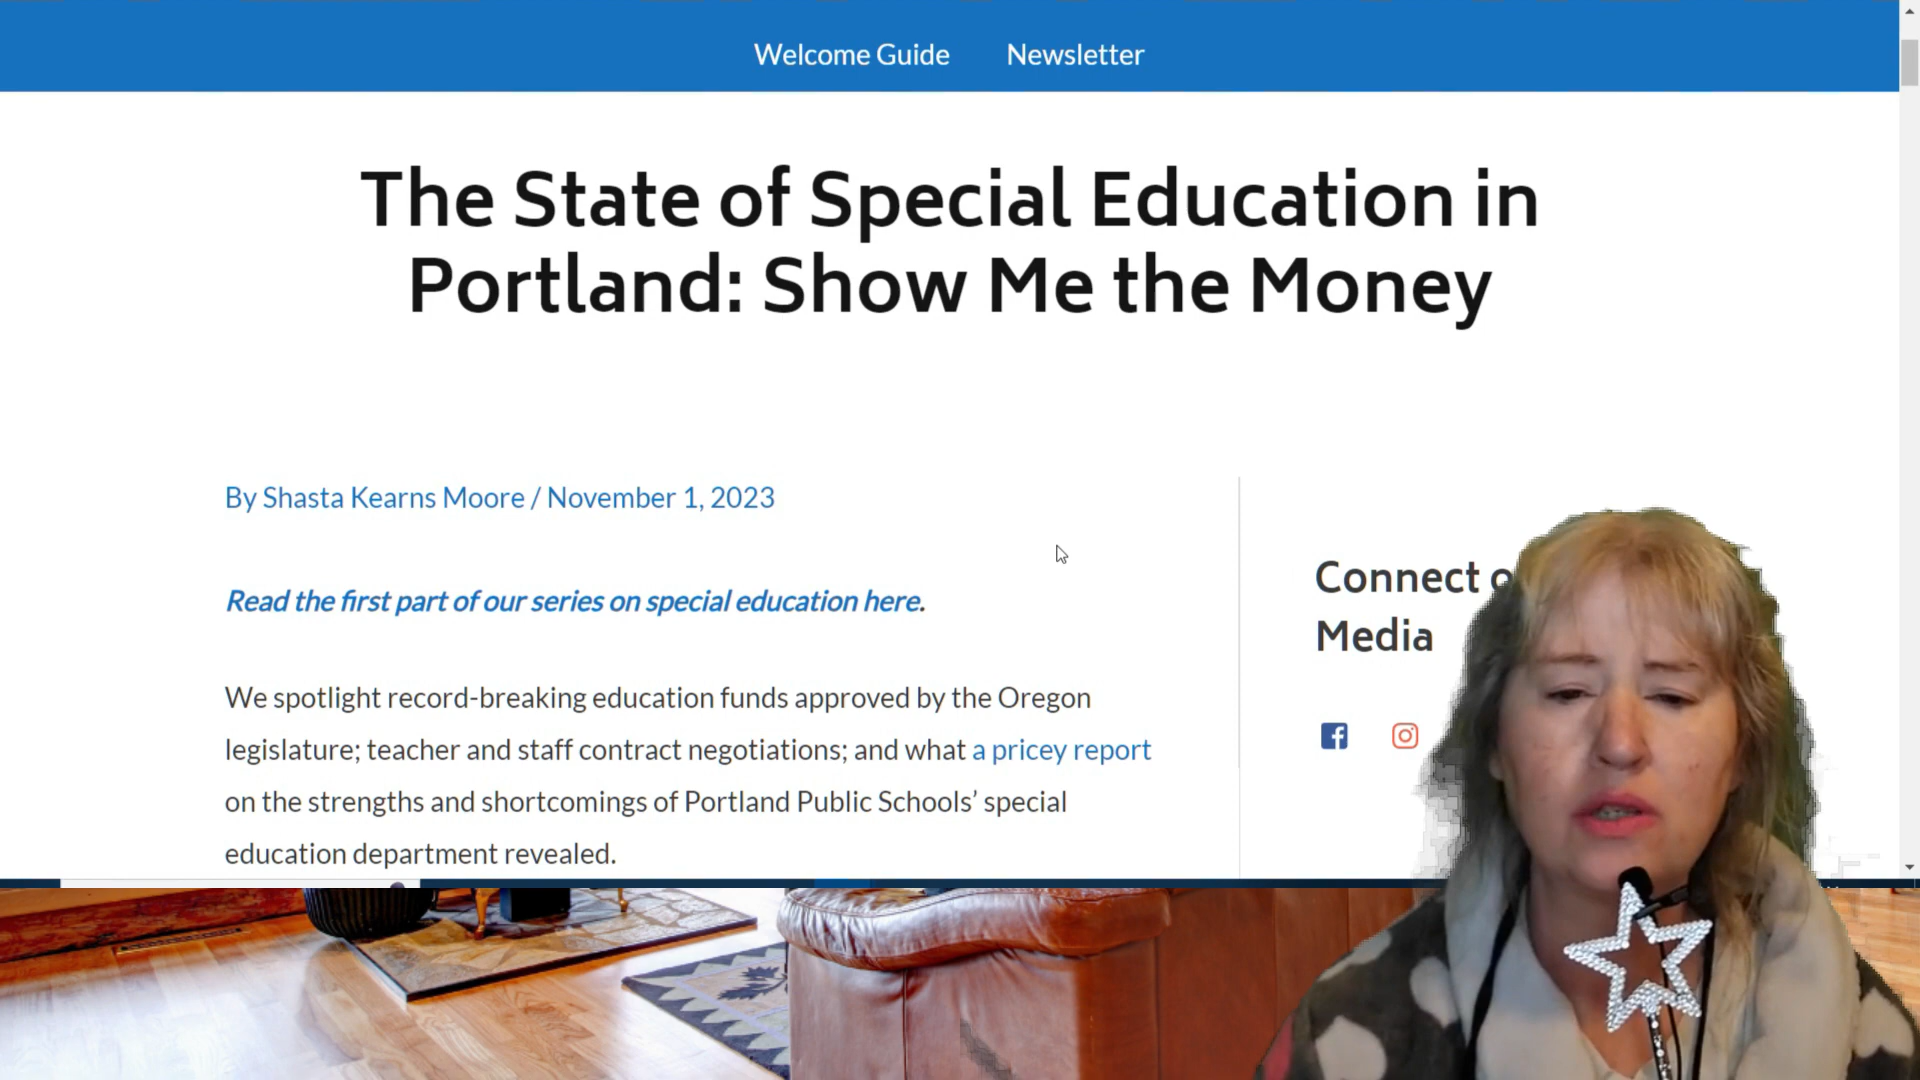 Welcome Guide
Newsletter
The State of Special Education in
Portland: Show Me the Money
By Shasta Kearns Moore / November 1, 2023
Read the first part of our series on special education here.
We spotlight record-breaking education funds approved by the Oregon
legislature; teacher and staff contract negotiations; and what a pricey report
on the strengths and shortcomings of Portland Public Schools’ special
education department revealed.
Connect
Media